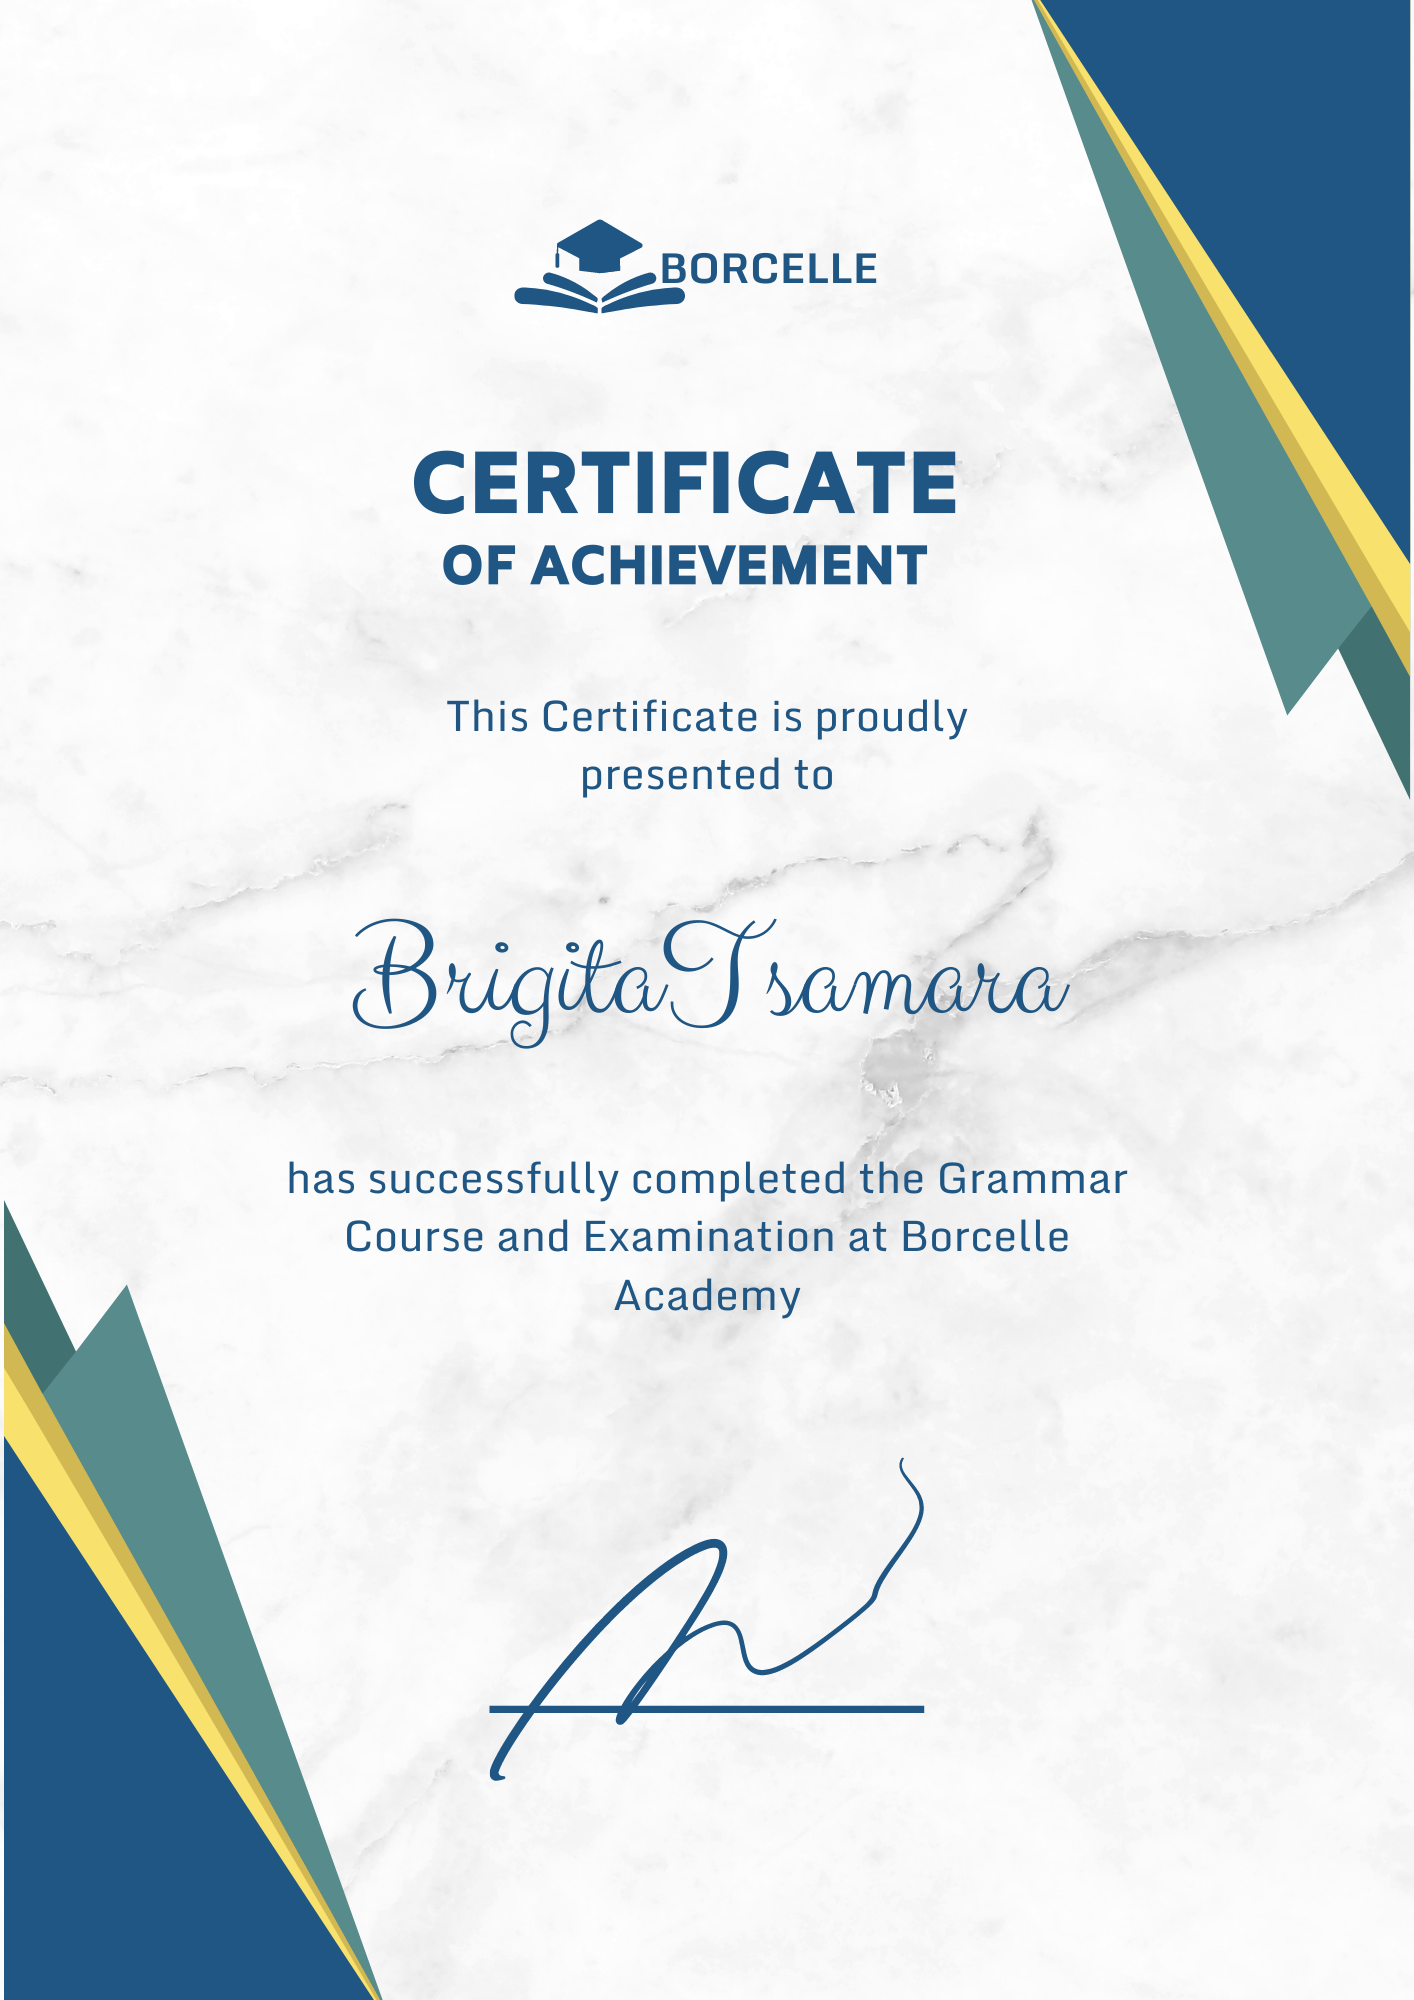 BORCELLE
CERTIFICATE
OF ACHIEVEMENT
This Certificate is proudly
presented to
Brigita Tsamara
has successfully completed the Grammar
Course and Examination at Borcelle
Academy